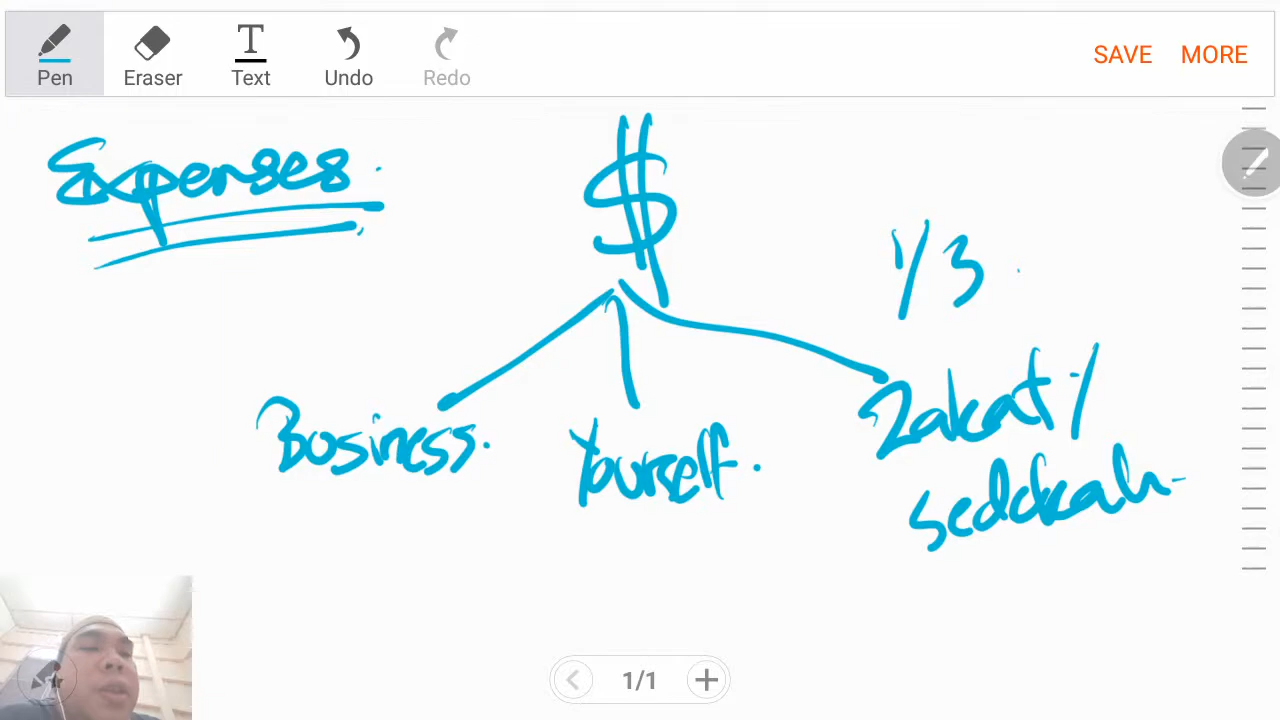 Pen
Eraser
Text
Undo
Redo
SAVE
MORE
Expenses.
$
1/3
Business.
Yourself.
Zakat/
sedekah
1/1